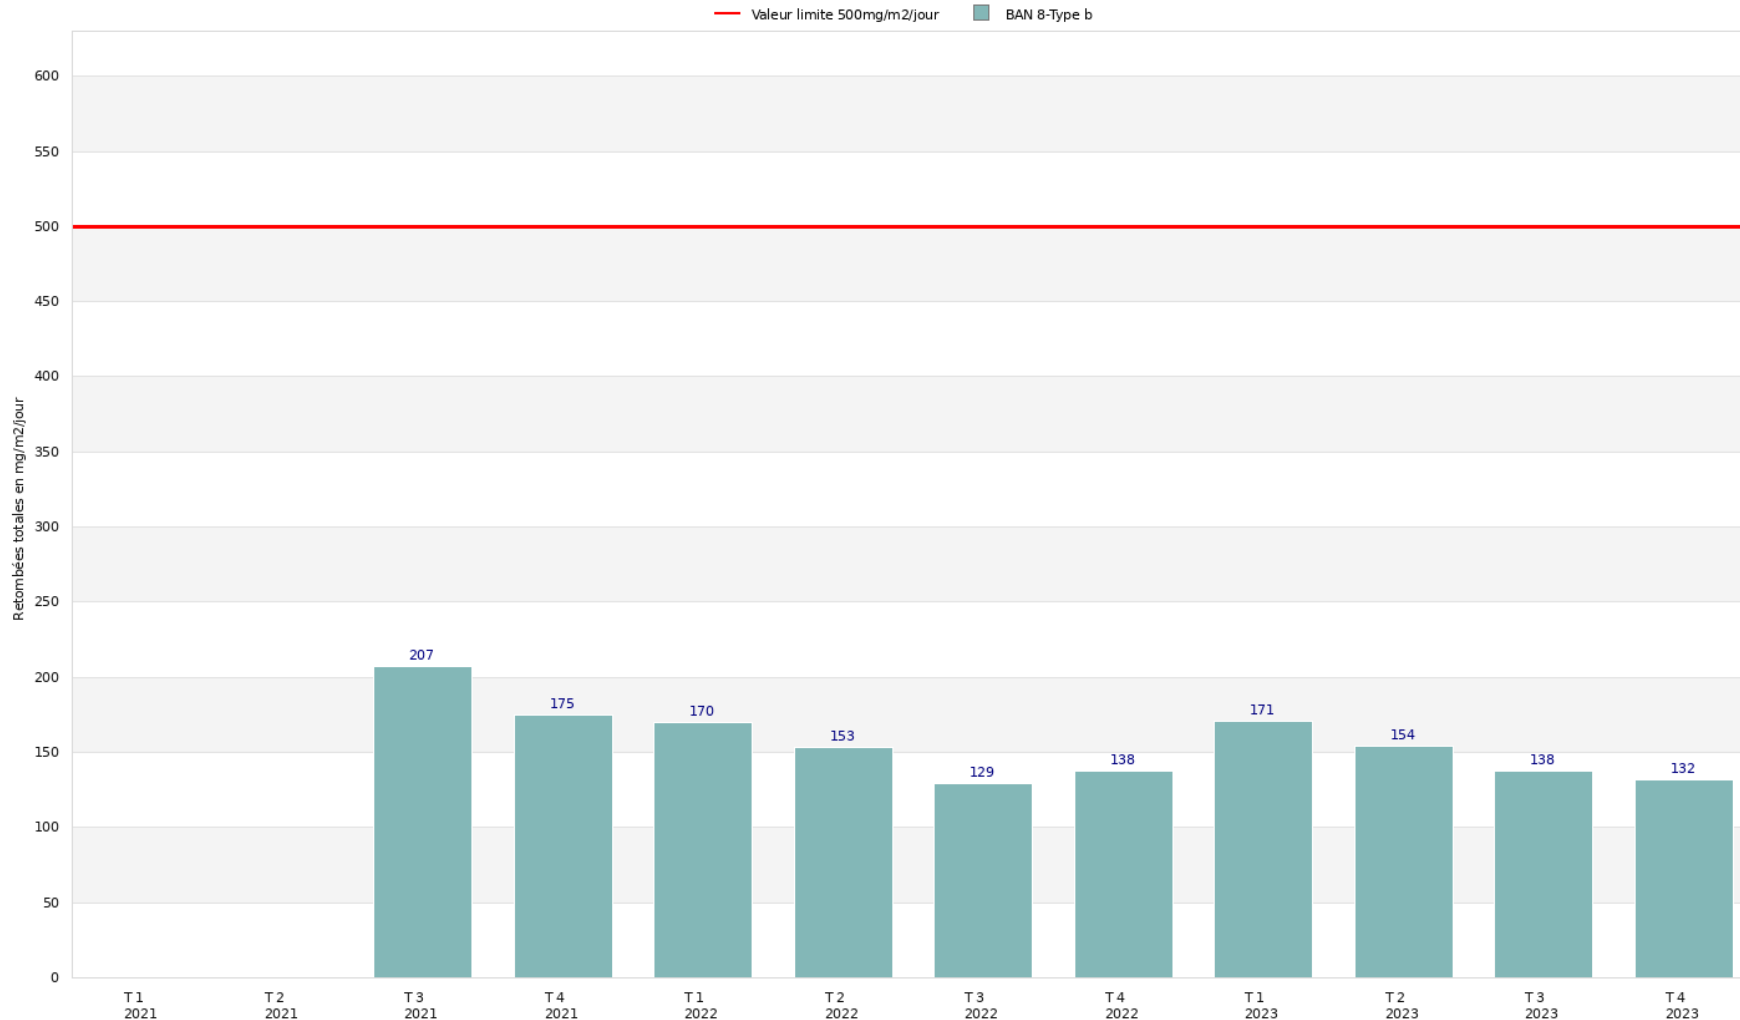 Valeur limite 500mg/m2/jour
BAN 8-Type b
Retombées totales en mg/m2/jour
600
550
500
450
400
350
300
250
200
150
100
50
0
207
175
170
153
129
138
171
154
138
132
T 1
2021
T 2
2021
T 3
2021
T 4
2021
T 1
2022
T 2
2022
T 3
2022
T 4
2022
T 1
2023
T 2
2023
T 3
2023
T 4
2023